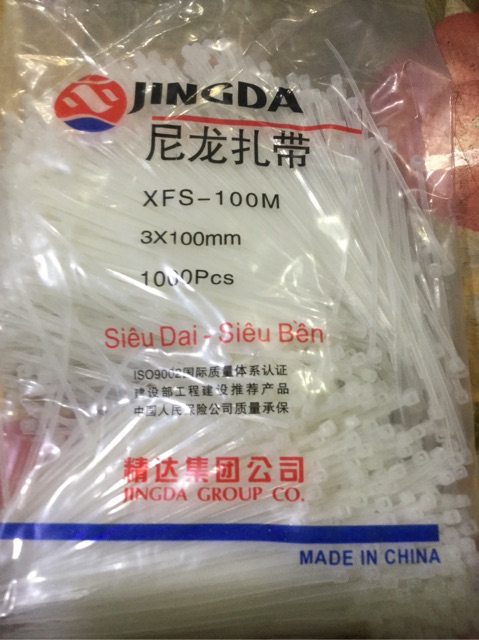 JINGDA
尼龙扎带
XFS-100M
3X100mm
1000Pcs
Siêu Dai - Siêu Bền
ISO9002国际质量体系认证
建设部工程建设推荐产品
中国人民保险公司质量承保
精达集团公司
JINGDA GROUP CO.
MADE IN CHINA